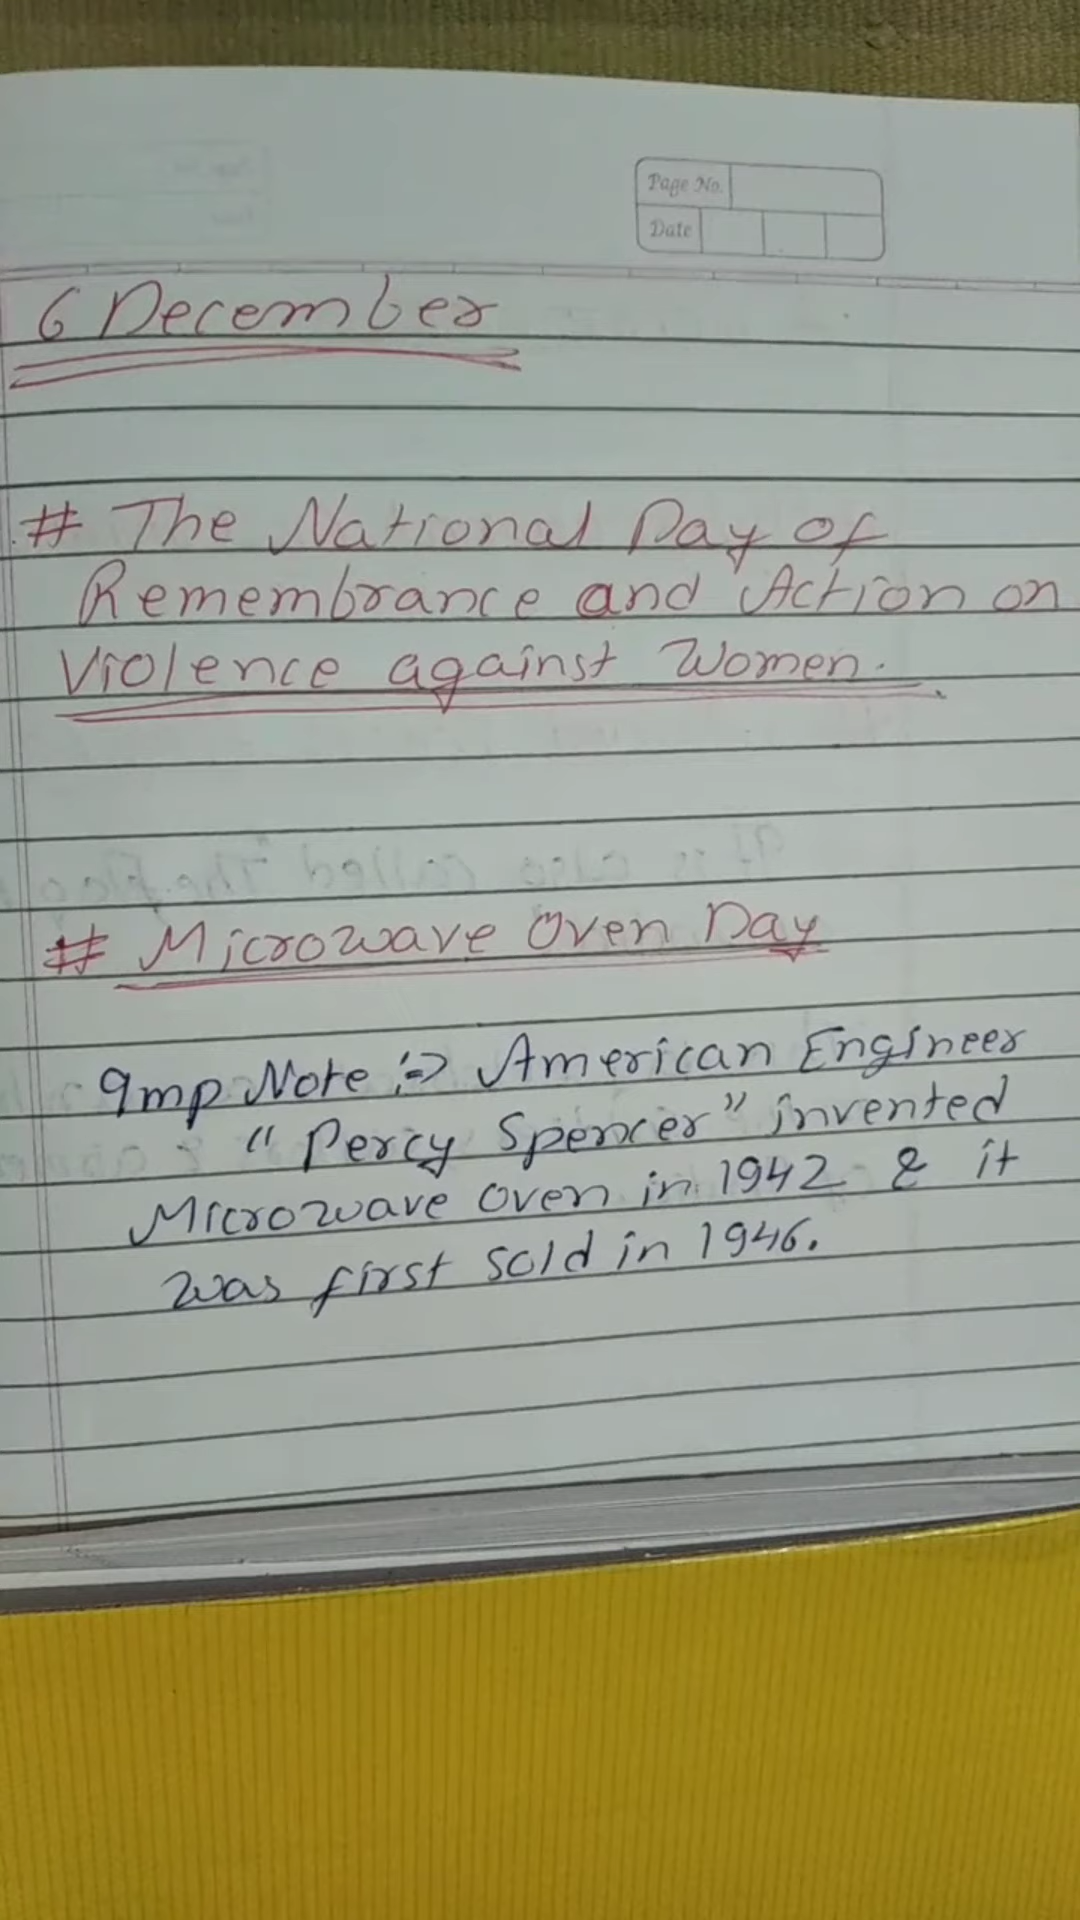 Page No.
Date
6 December
# The National Day of
Remembrance and Action on
Violence against Women.
# Microwave Oven Day
Imp Note :-> American Engineer
"Percy Spencer" invented
Microwave Oven in 1942 & it
was first sold in 1946.